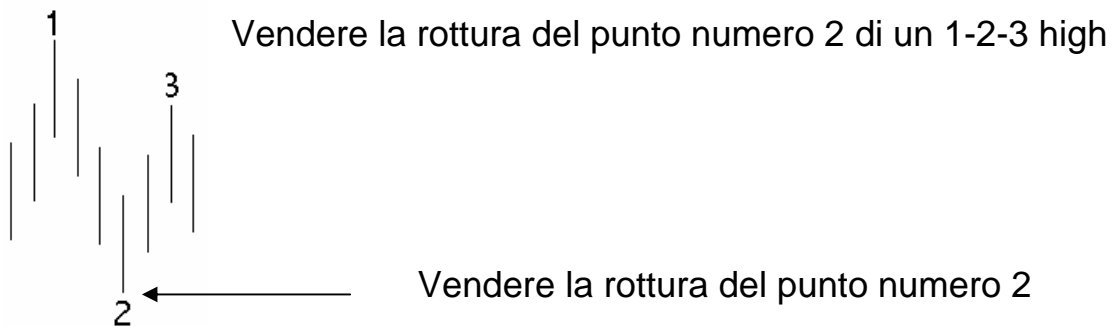 1
Vendere la rottura del punto numero 2 di un 1-2-3 high
3
Vendere la rottura del punto numero 2
2